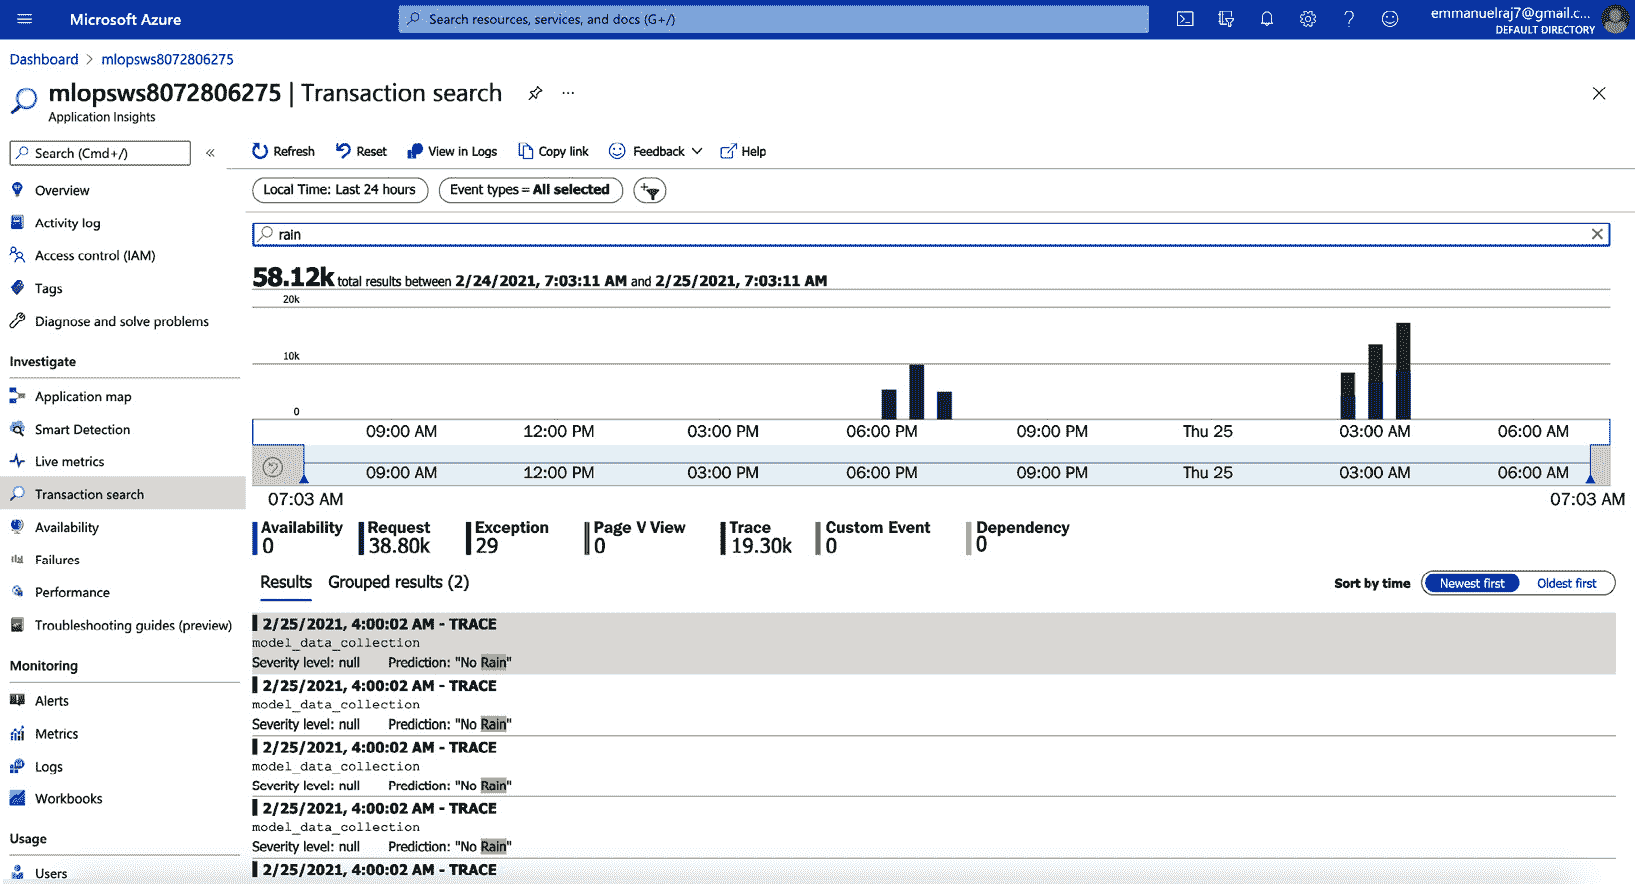 Microsoft Azure
Search resources, services, and docs (G+/)
emmanuelraj7@gmail.c...
DEFAULT DIRECTORY
Dashboard > mlopsws8072806275
mlopsws8072806275 | Transaction search
Application Insights
Search (Cmd+/)
Overview
Activity log
Access control (IAM)
Tags
Diagnose and solve problems
Investigate
Application map
Smart Detection
Live metrics
Transaction search
Availability
Failures
Performance
Troubleshooting guides (preview)
Monitoring
Alerts
Metrics
Logs
Workbooks
Usage
Users
Refresh Reset View in Logs Copy link Feedback Help
Local Time: Last 24 hours Event types = All selected
rain
58.12k total results between 2/24/2021, 7:03:11 AM and 2/25/2021, 7:03:11 AM
20k
10k
0
09:00 AM 12:00 PM 03:00 PM 06:00 PM 09:00 PM Thu 25 03:00 AM 06:00 AM
09:00 AM 12:00 PM 03:00 PM 06:00 PM 09:00 PM Thu 25 03:00 AM 06:00 AM
07:03 AM 07:03 AM
Availability Request Exception Page V View Trace Custom Event Dependency
0 38.80k 29 0 19.30k 0 0
Results Grouped results (2) Sort by time Newest first Oldest first
2/25/2021, 4:00:02 AM - TRACE
model_data_collection
Severity level: null Prediction: "No Rain"
2/25/2021, 4:00:02 AM - TRACE
model_data_collection
Severity level: null Prediction: "No Rain"
2/25/2021, 4:00:02 AM - TRACE
model_data_collection
Severity level: null Prediction: "No Rain"
2/25/2021, 4:00:02 AM - TRACE
model_data_collection
Severity level: null Prediction: "No Rain"
2/25/2021, 4:00:02 AM - TRACE